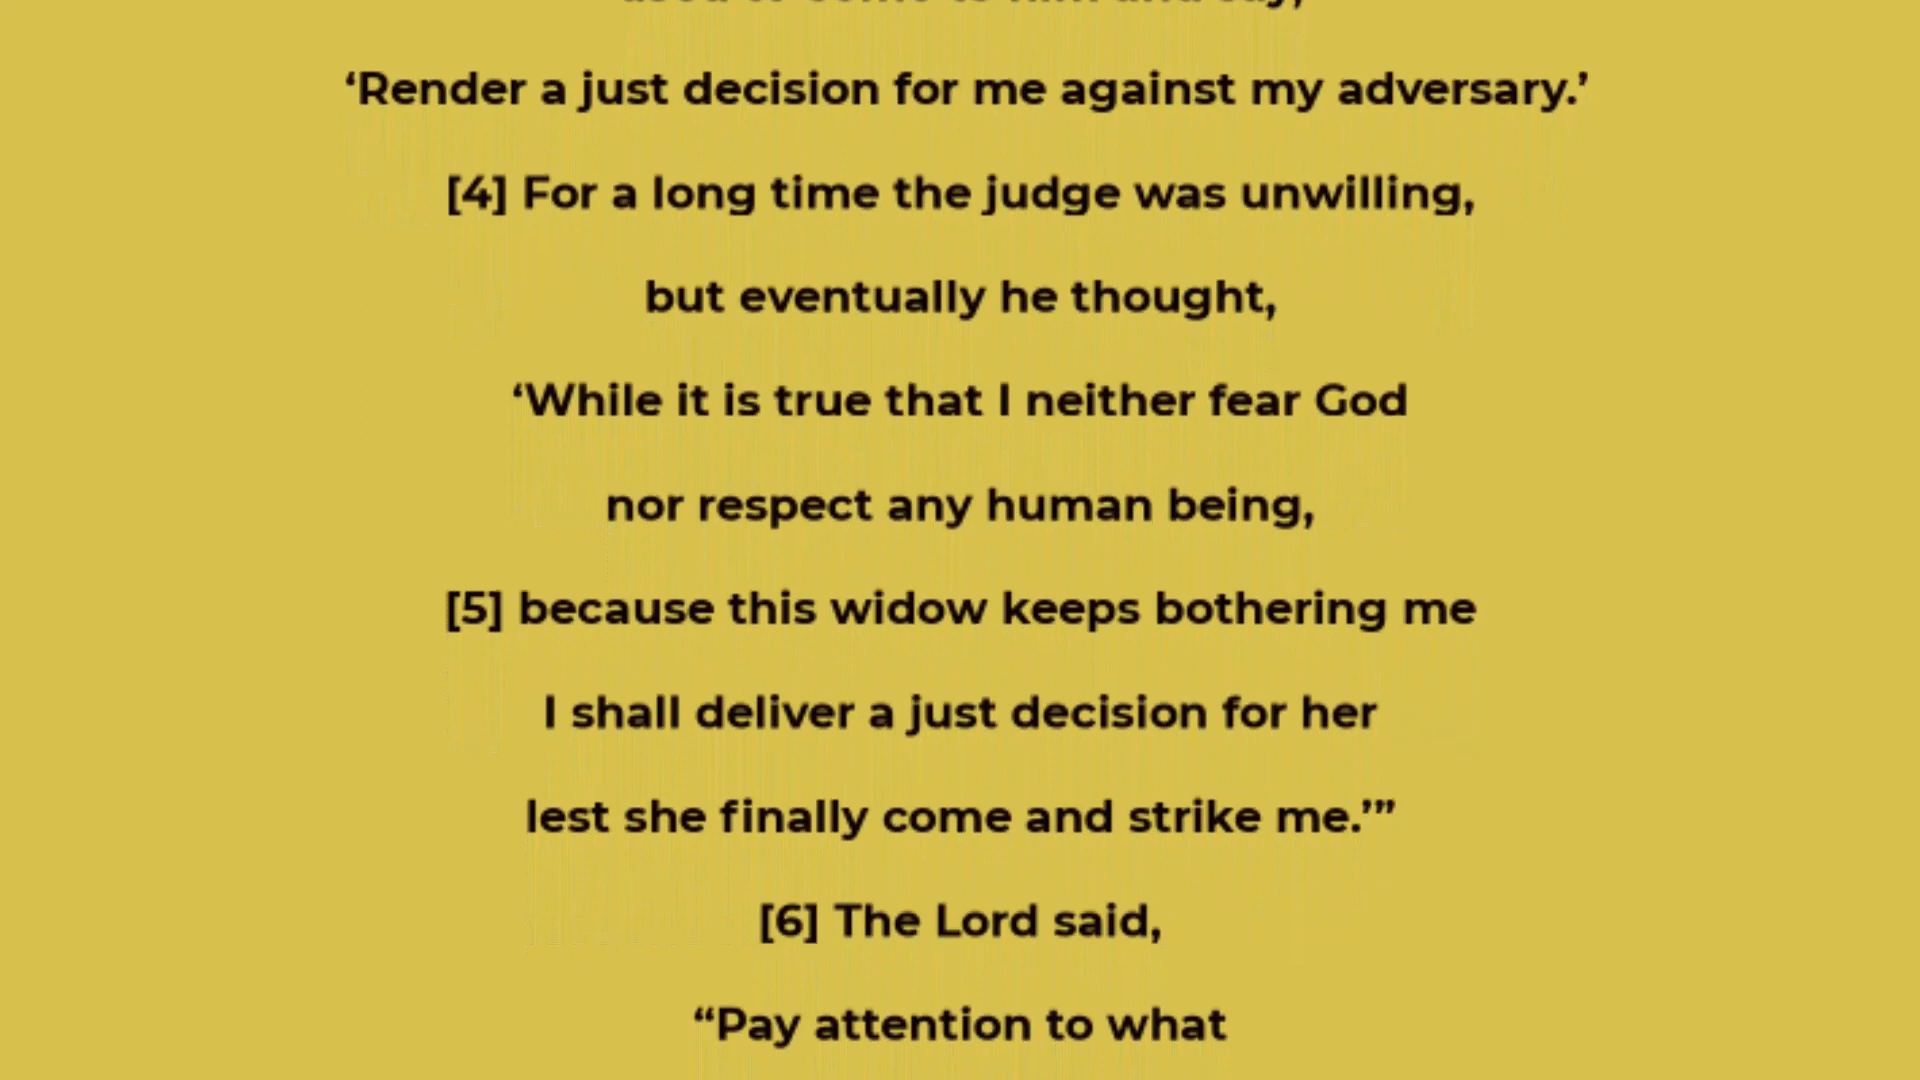 ‘Render a just decision for me against my adversary.’
[4] For a long time the judge was unwilling,
but eventually he thought,
‘While it is true that I neither fear God
nor respect any human being,
[5] because this widow keeps bothering me
I shall deliver a just decision for her
lest she finally come and strike me.’”
[6] The Lord said,
“Pay attention to what